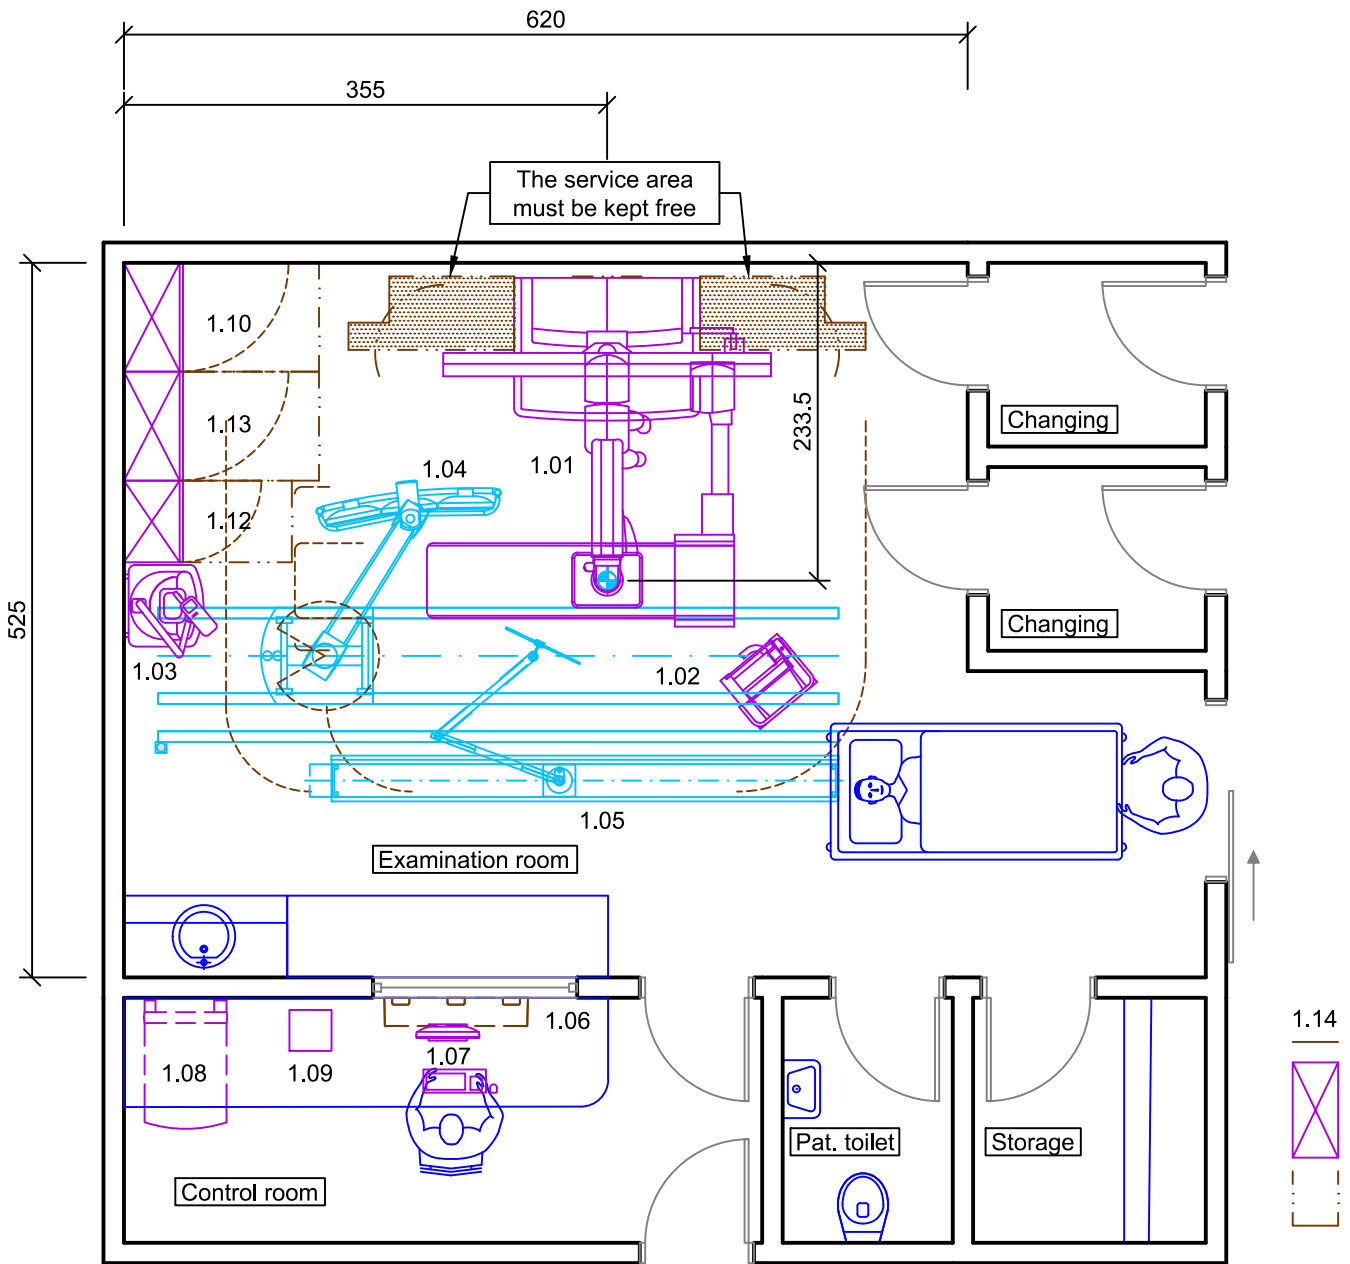 620
355
The service area
must be kept free
1.10
1.13
1.12
1.04
1.01
233.5
Changing
525
1.03
1.02
Changing
1.05
Examination room
1.06
1.07
1.08
1.09
1.14
Pat. toilet
Storage
Control room